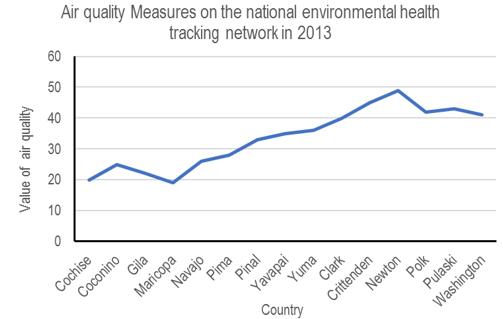 Air quality Measures on the national environmental health
tracking network in 2013
Value of air quality
60
50
40
30
20
10
0
Cochise
Coconino
Gila
Maricopa
Navajo
Pima
Pinal
Yavapai
Yuma
Clark
Crittenden
Newton
Polk
Pulaski
Washington
Country